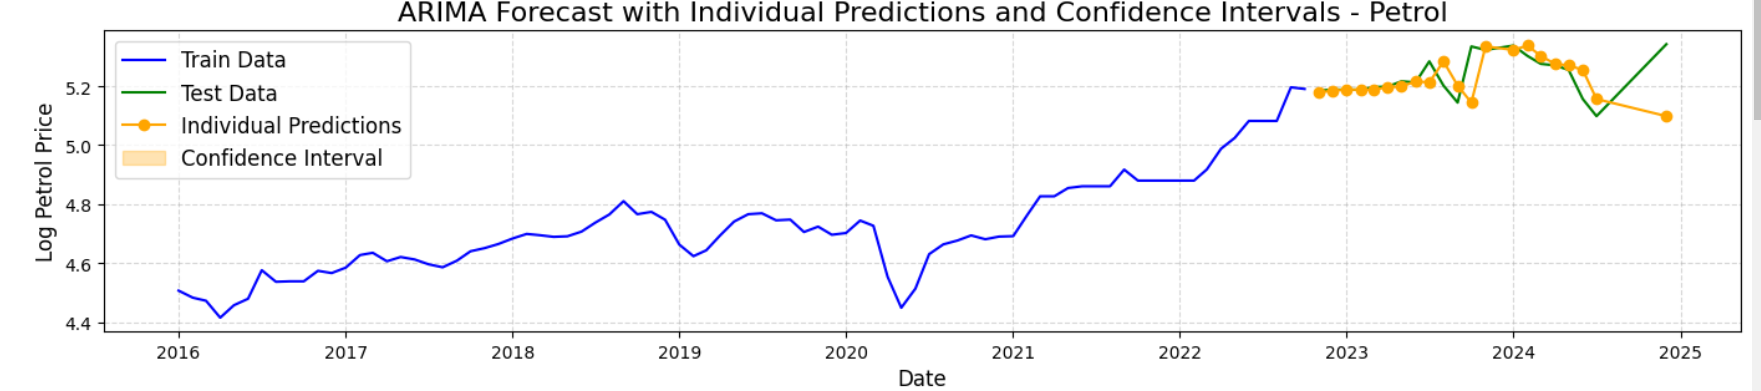 ARIMA Forecast with Individual Predictions and Confidence Intervals - Petrol
Train Data
Test Data
Individual Predictions
Confidence Interval
Log Petrol Price
5.2
5.0
4.8
4.6
4.4
2016 2017 2018 2019 2020 2021 2022 2023 2024 2025
Date